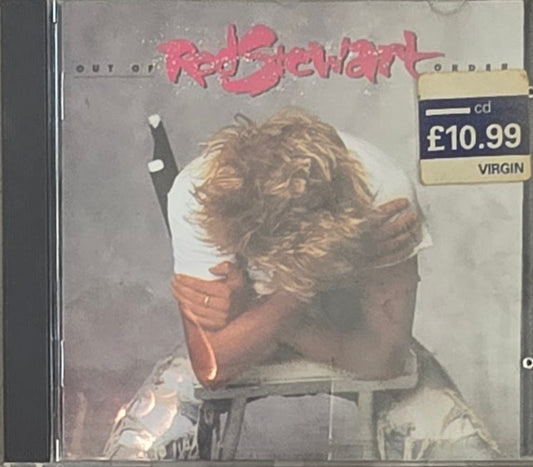 OUT OF Rod Stewart ORDER
cd
£10.99
VIRGIN